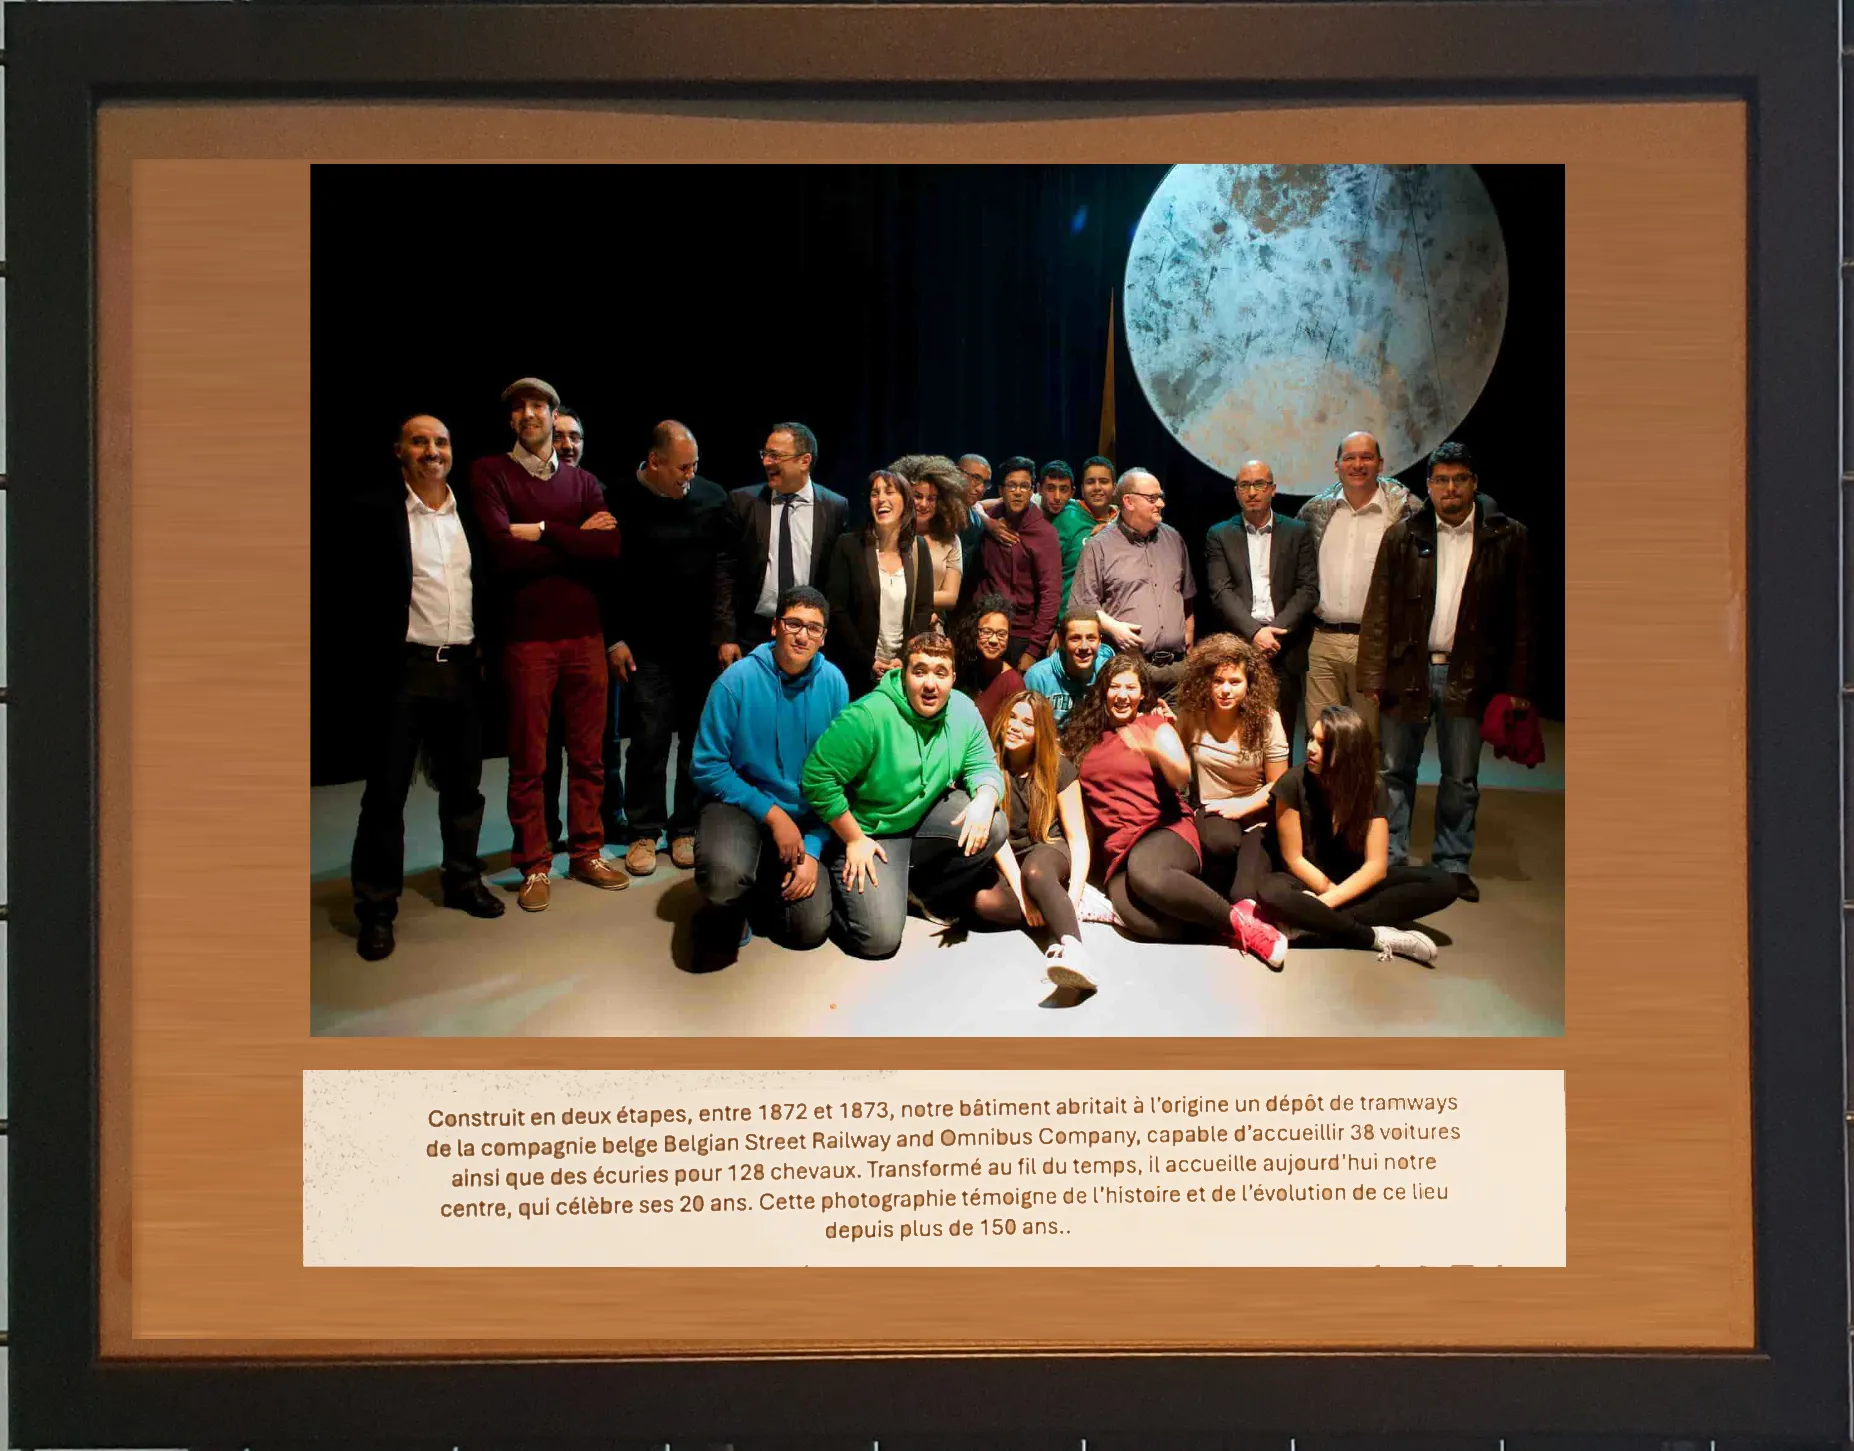 Construit en deux étapes, entre 1872 et 1873, notre bâtiment abritait à l'origine un dépôt de tramways
de la compagnie belge Belgian Street Railway and Omnibus Company, capable d'accueillir 38 voitures
ainsi que des écuries pour 128 chevaux. Transformé au fil du temps, il accueille aujourd'hui notre
centre, qui célèbre ses 20 ans. Cette photographie témoigne de l'histoire et de l'évolution de ce lieu
depuis plus de 150 ans..